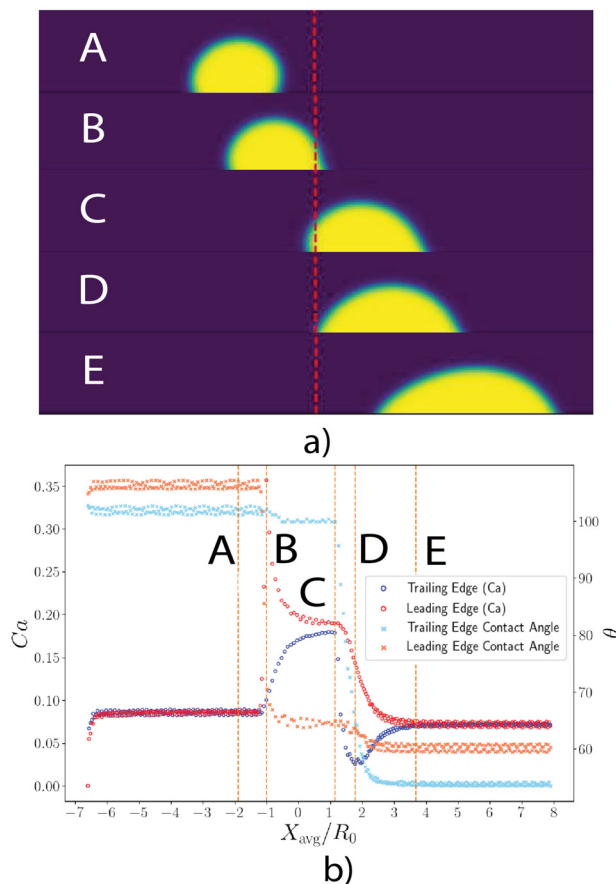 A
B
C
D
E
a)
0.35
0.30
0.25
0.20
0.15
0.10
0.05
0.00
Ca
100
80
60
θ
A
B
C
D
E
Trailing Edge (Ca)
Leading Edge (Ca)
Trailing Edge Contact Angle
Leading Edge Contact Angle
−7 −6 −5 −4 −3 −2 −1 0 1 2 3 4 5 6 7 8
X_avg/R_0
b)